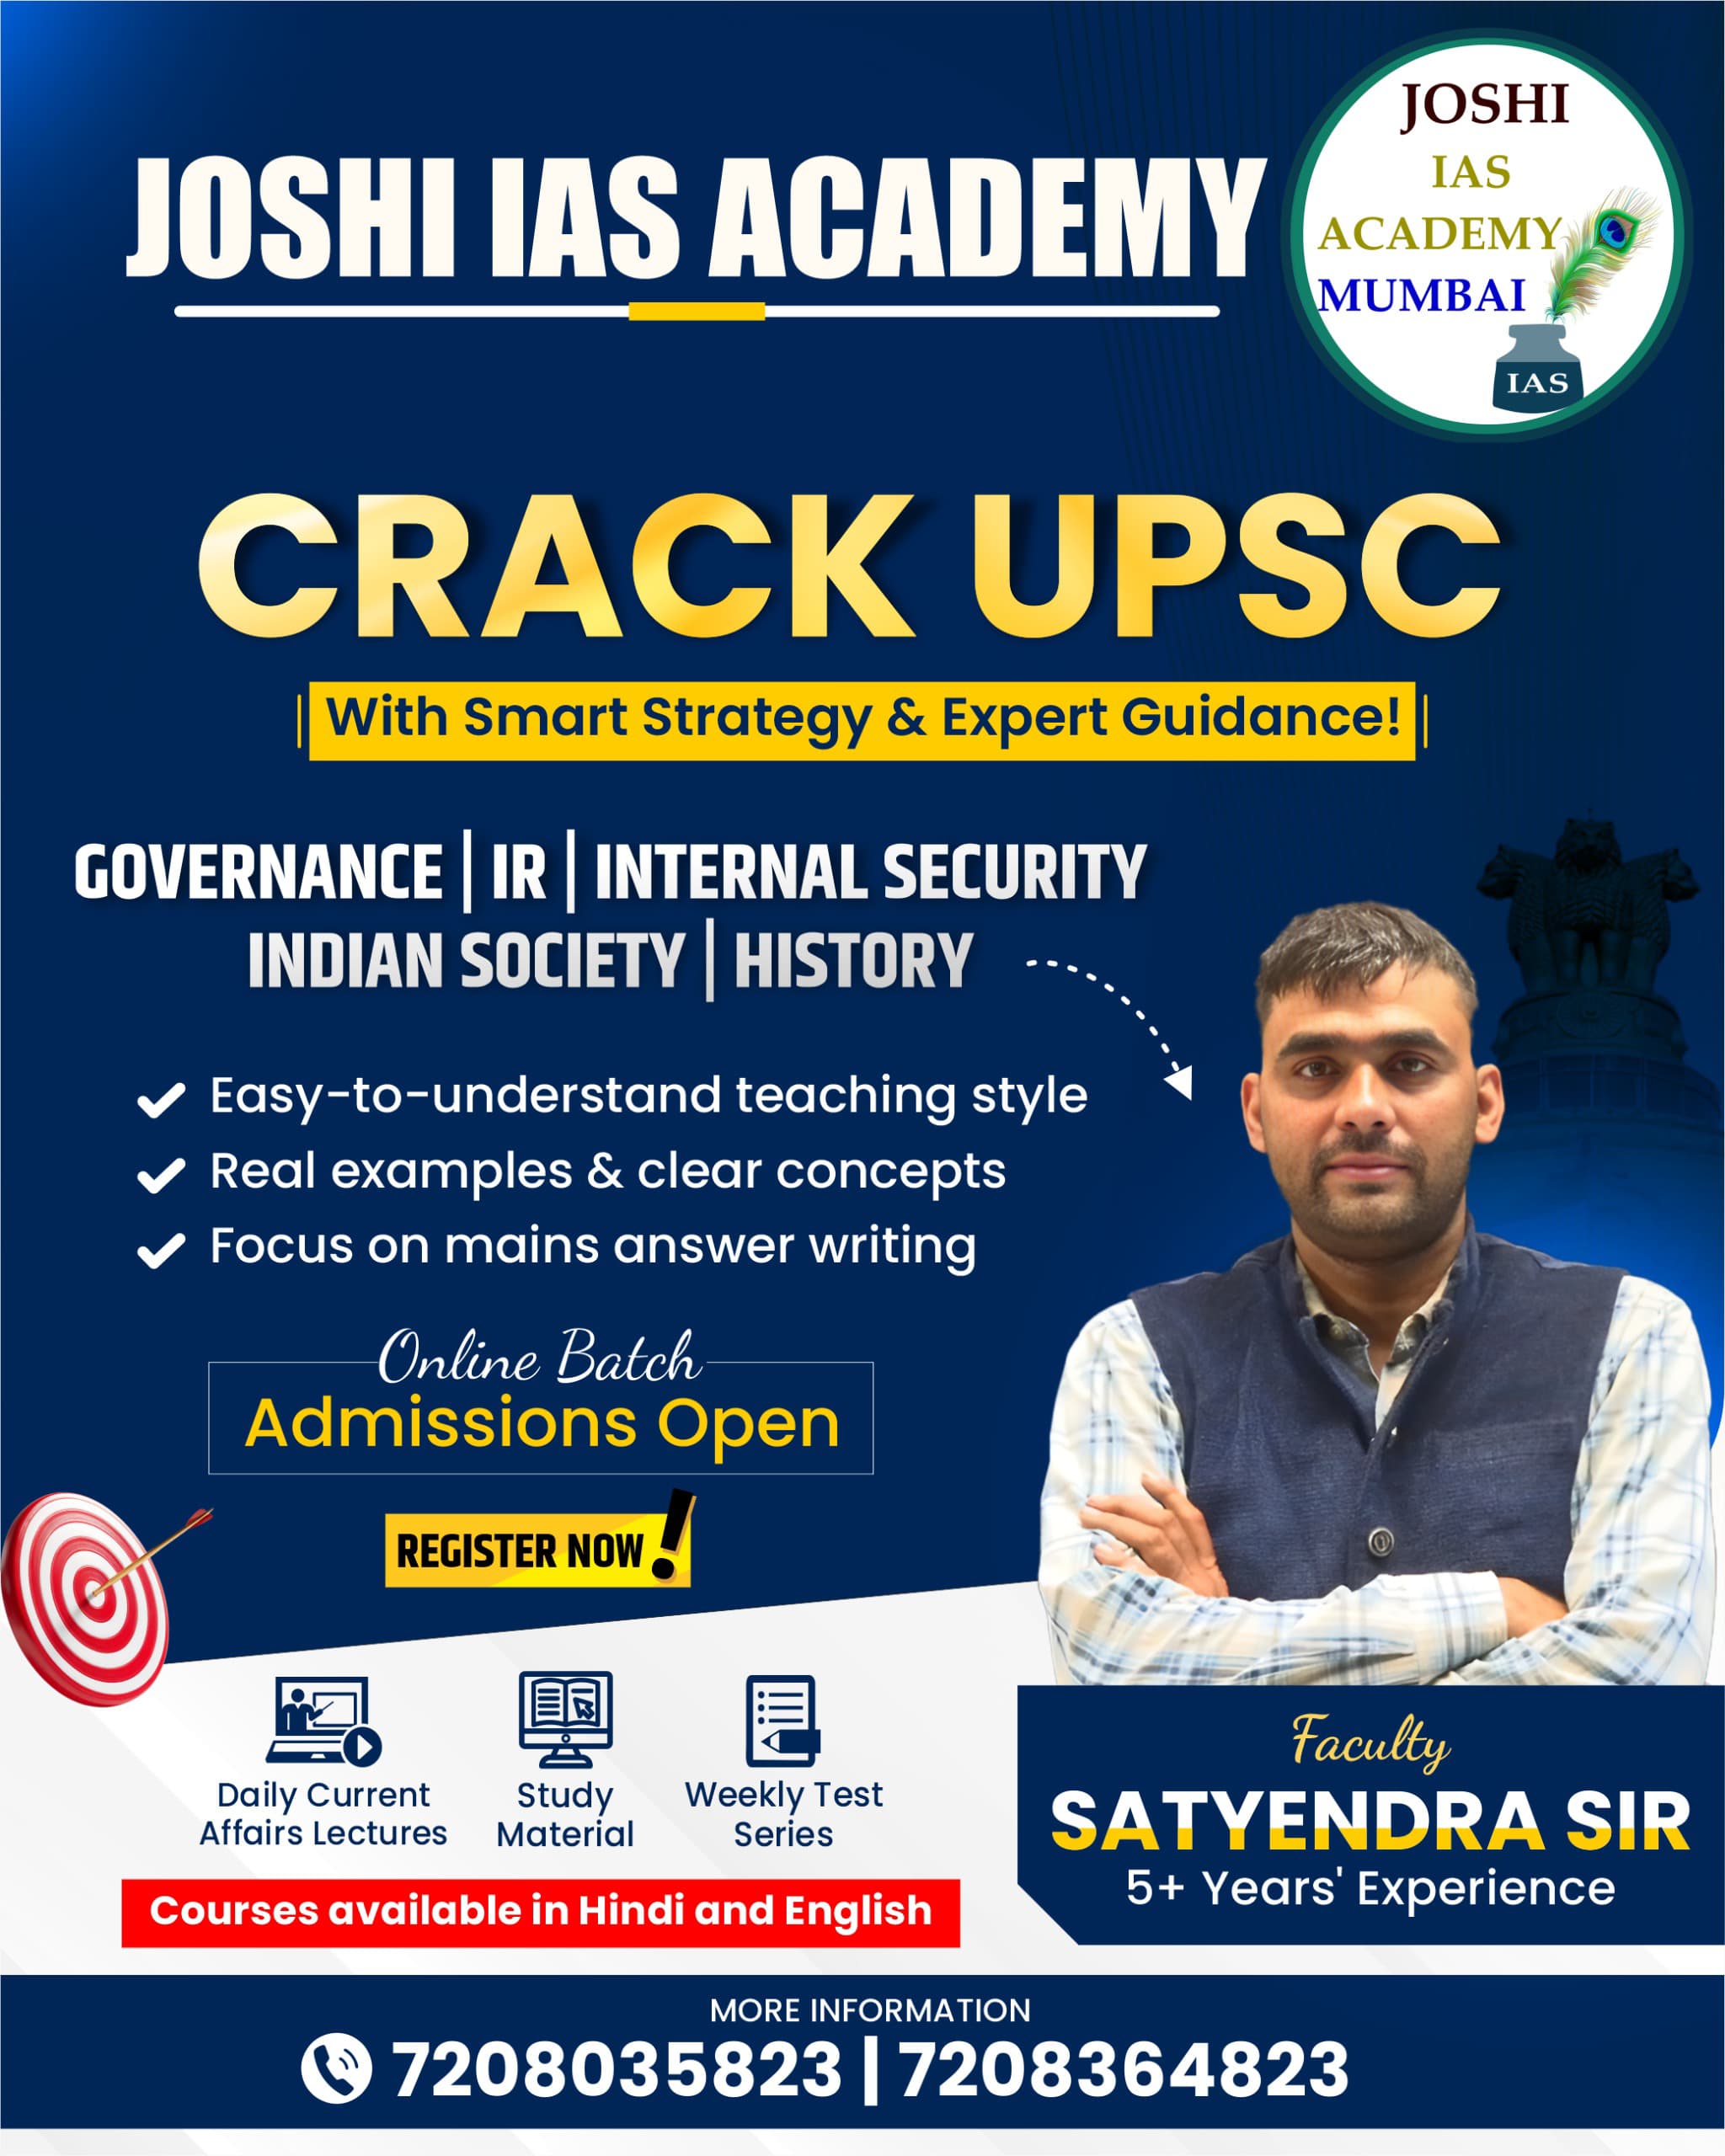 JOSHI IAS ACADEMY
JOSHI
IAS
ACADEMY
MUMBAI
IAS
CRACK UPSC
With Smart Strategy & Expert Guidance!
GOVERNANCE | IR | INTERNAL SECURITY
INDIAN SOCIETY | HISTORY
Easy-to-understand teaching style
Real examples & clear concepts
Focus on mains answer writing
Online Batch
Admissions Open
REGISTER NOW!
Daily Current
Affairs Lectures
Study
Material
Weekly Test
Series
Courses available in Hindi and English
Faculty
SATYENDRA SIR
5+ Years' Experience
MORE INFORMATION
7208035823 | 7208364823